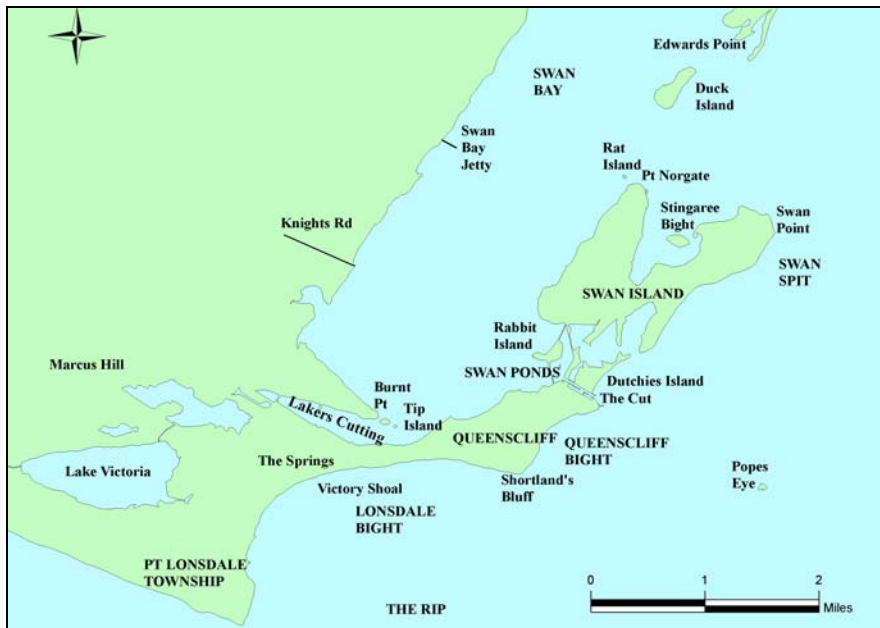 Edwards Point
SWAN
BAY
Duck
Island
Swan
Bay
Jetty
Rat
Island
Pt Norgate
Knights Rd
Stingaree
Bight
Swan
Point
SWAN
SPIT
SWAN ISLAND
Rabbit
Island
Marcus Hill
SWAN PONDS
Dutchies Island
The Cut
Burnt
Pt
Tip
Island
Lakers Cutting
QUEENSCLIFF
QUEENSCLIFF
BIGHT
The Springs
Lake Victoria
Shortland's
Bluff
Popes
Eye
Victory Shoal
LONSDALE
BIGHT
PT LONSDALE
TOWNSHIP
THE RIP
0 1 2
Miles